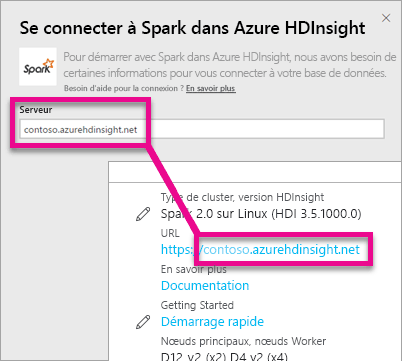 Se connecter à Spark dans Azure HDInsight
Spark
Pour démarrer avec Spark dans Azure HDInsight, nous avons besoin de
certaines informations pour vous connecter à votre base de données.
Besoin d'aide pour la connexion ? En savoir plus
Serveur
contoso.azurehdinsight.net
Type de cluster, version HDInsight
Spark 2.0 sur Linux (HDI 3.5.1000.0)
URL
https://contoso.azurehdinsight.net
En savoir plus
Documentation
Getting Started
Démarrage rapide
Nœuds principaux, nœuds Worker
D12 v2 (x2) D4 v2 (x4)